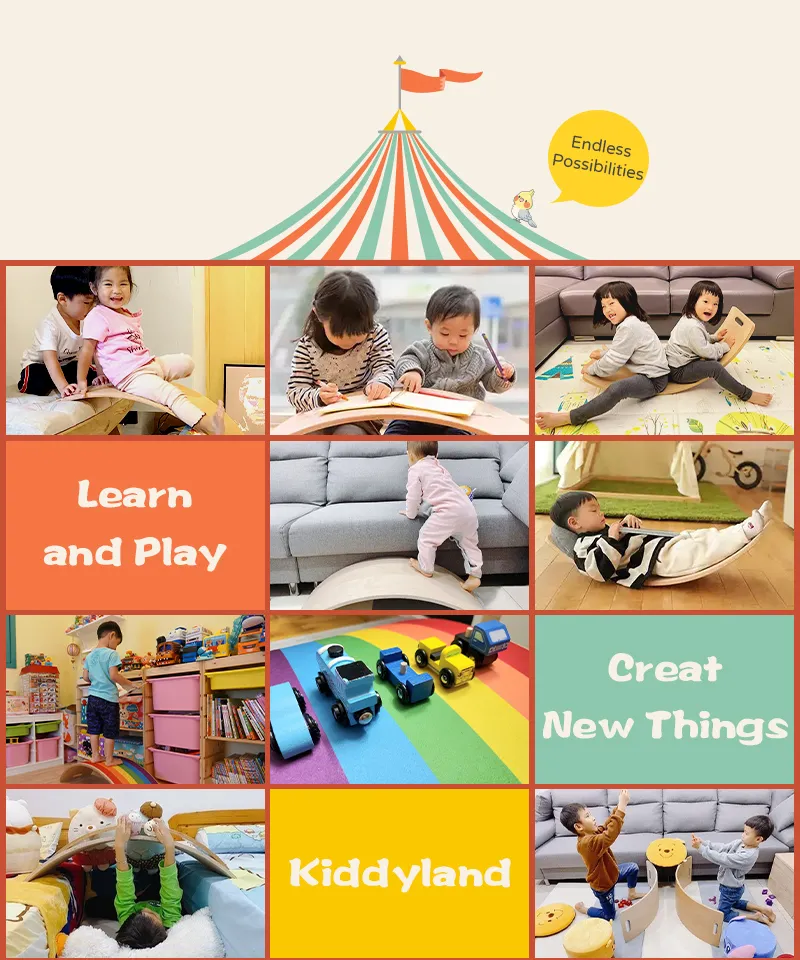 Endless
Possibilities
Learn
and Play
Creat
New Things
Kiddyland